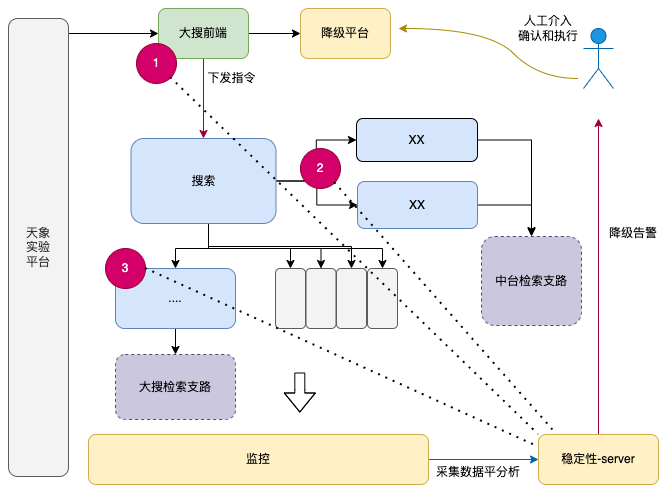 大搜前端
降级平台
人工介入
确认和执行
1
下发指令
搜索
2
XX
XX
天象
实验
平台
降级告警
3
....
中台检索支路
大搜检索支路
监控
采集数据平分析
稳定性-server